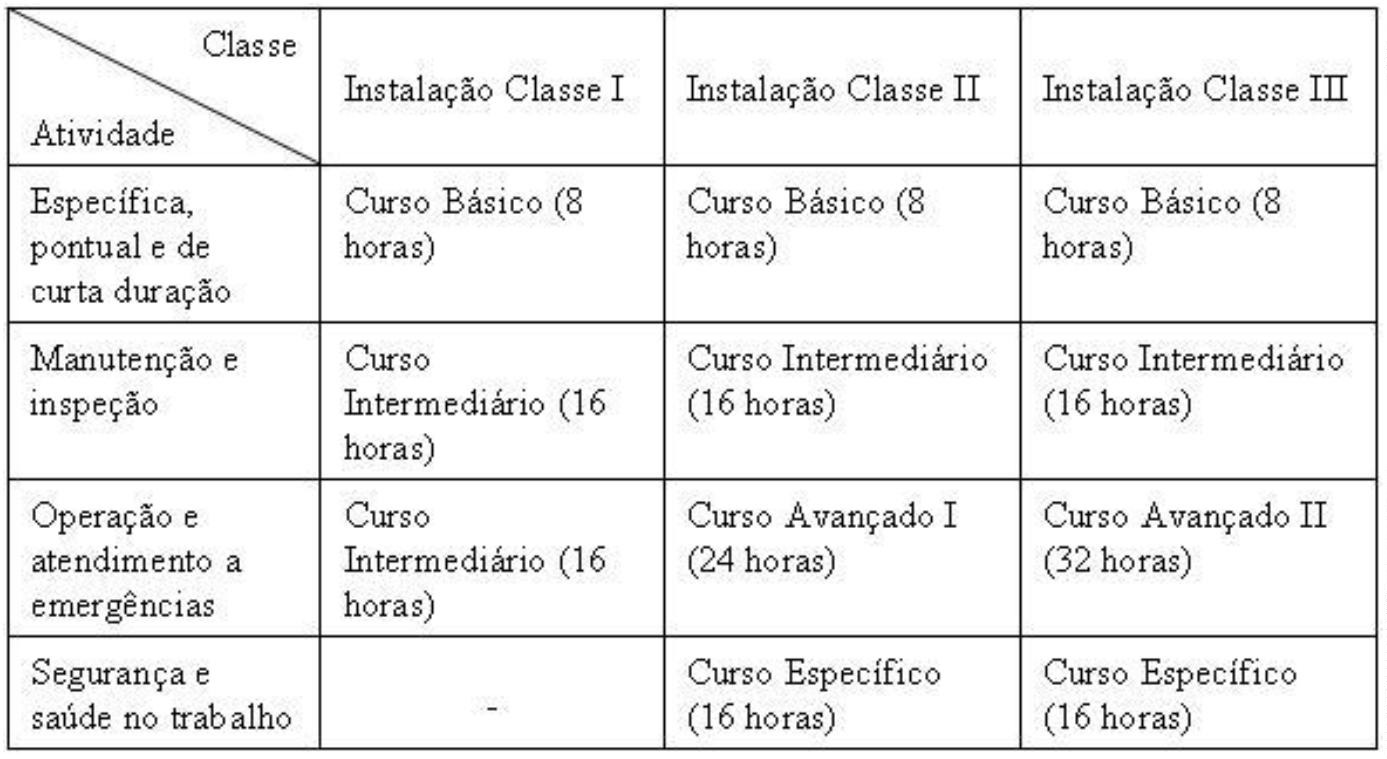 Classe
Atividade
Instalação Classe I
Instalação Classe II
Instalação Classe III
Específica,
pontual e de
curta duração
Curso Básico (8
horas)
Curso Básico (8
horas)
Curso Básico (8
horas)
Manutenção e
inspeção
Curso
Intermediário (16
horas)
Curso Intermediário
(16 horas)
Curso Intermediário
(16 horas)
Operação e
atendimento a
emergências
Curso
Intermediário (16
horas)
Curso Avançado I
(24 horas)
Curso Avançado II
(32 horas)
Segurança e
saúde no trabalho
-
Curso Específico
(16 horas)
Curso Específico
(16 horas)